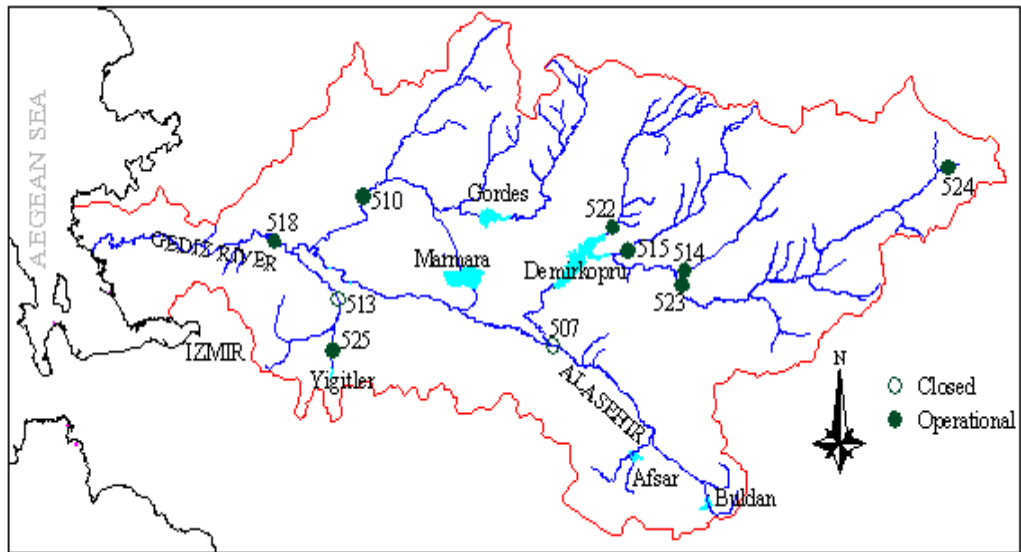 AEGEAN SEA
524
510
Gordes
522
518
GEDIZ RIVER
515
514
Marmara
Demirkopru
523
513
507
525
IZMIR
N
Yigitler
ALASEHIR
Closed
Operational
Afsar
Buldan